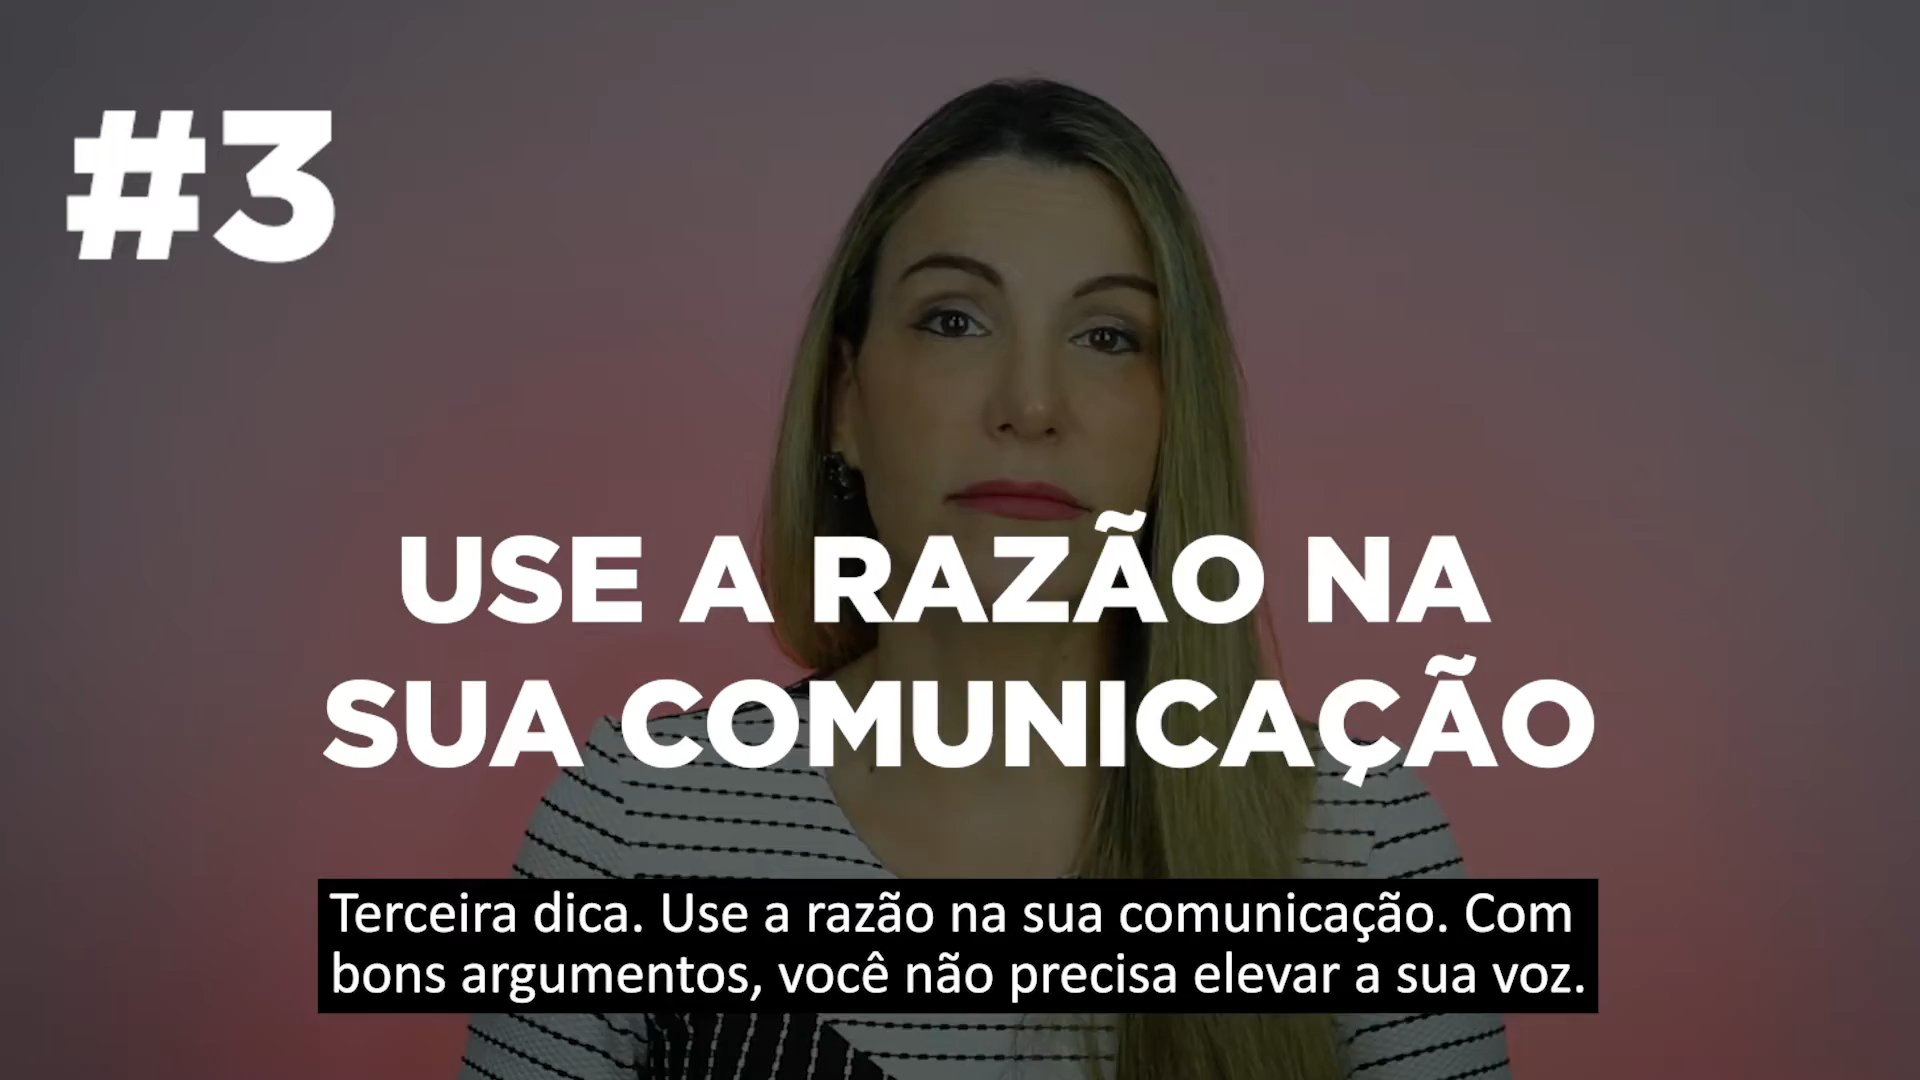 #3
USE A RAZÃO NA
SUA COMUNICAÇÃO
Terceira dica. Use a razão na sua comunicação. Com
bons argumentos, você não precisa elevar a sua voz.